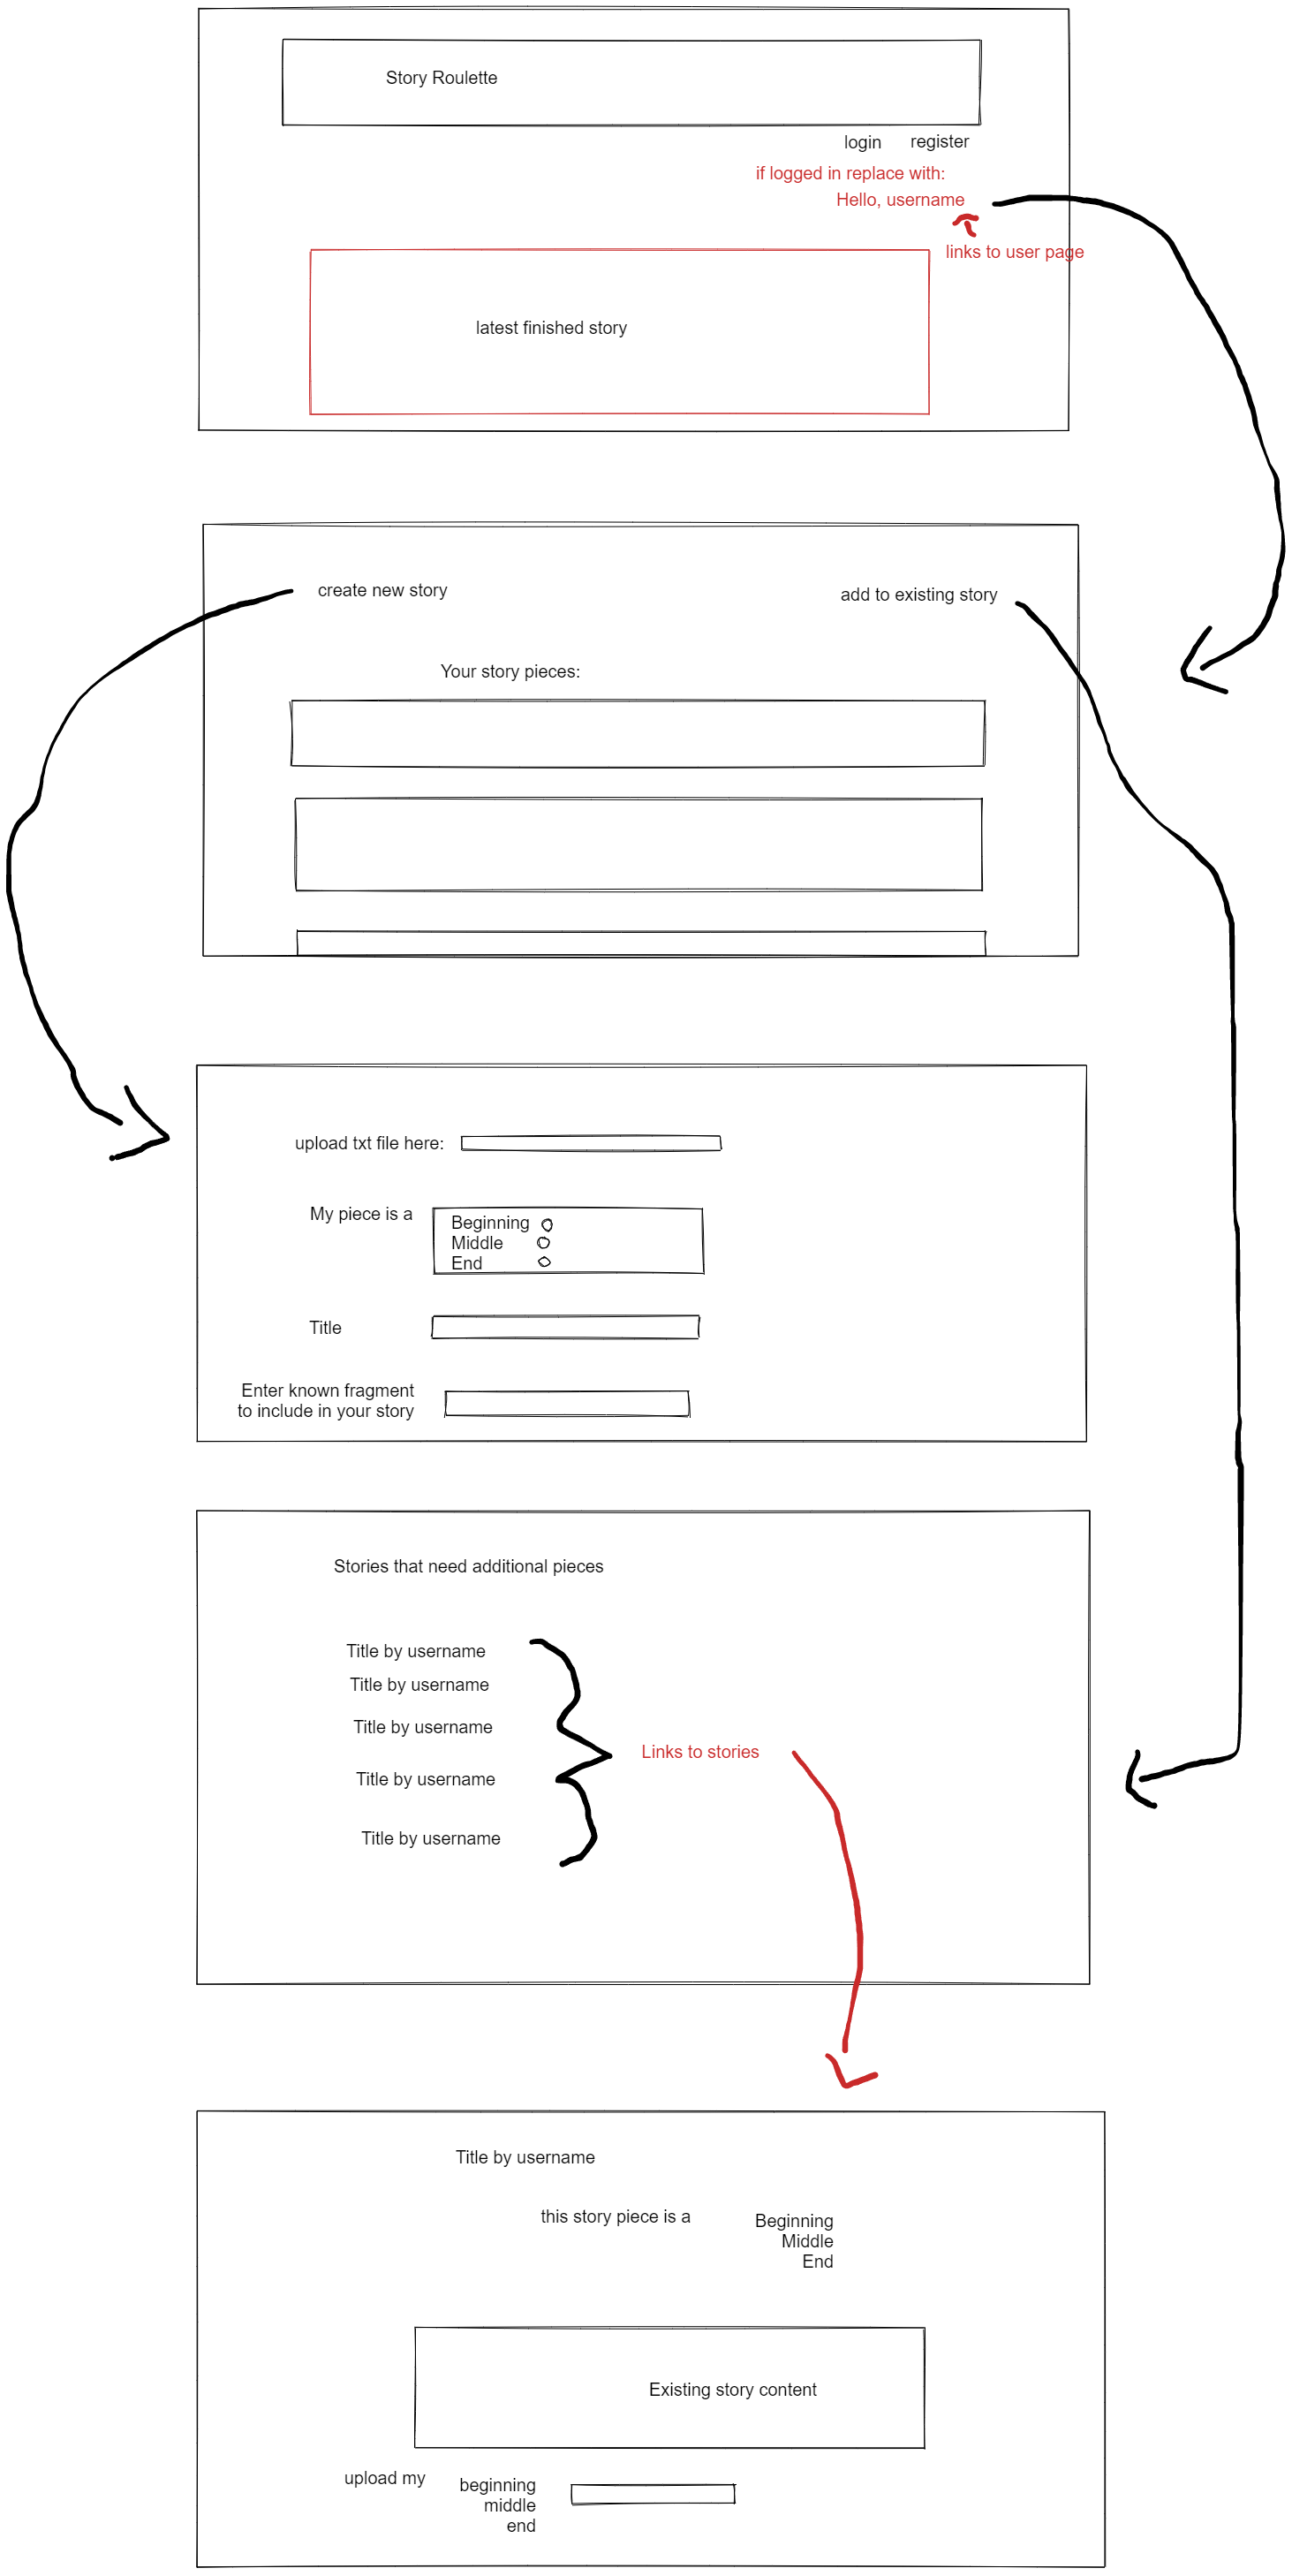 Story Roulette
login register
if logged in replace with:
Hello, username
links to user page
latest finished story
create new story
add to existing story
Your story pieces:
upload txt file here:
My piece is a
Beginning
Middle
End
Title
Enter known fragment
to include in your story
Stories that need additional pieces
Title by username
Title by username
Title by username
Title by username
Title by username
Links to stories
Title by username
this story piece is a
Beginning
Middle
End
Existing story content
upload my
beginning
middle
end